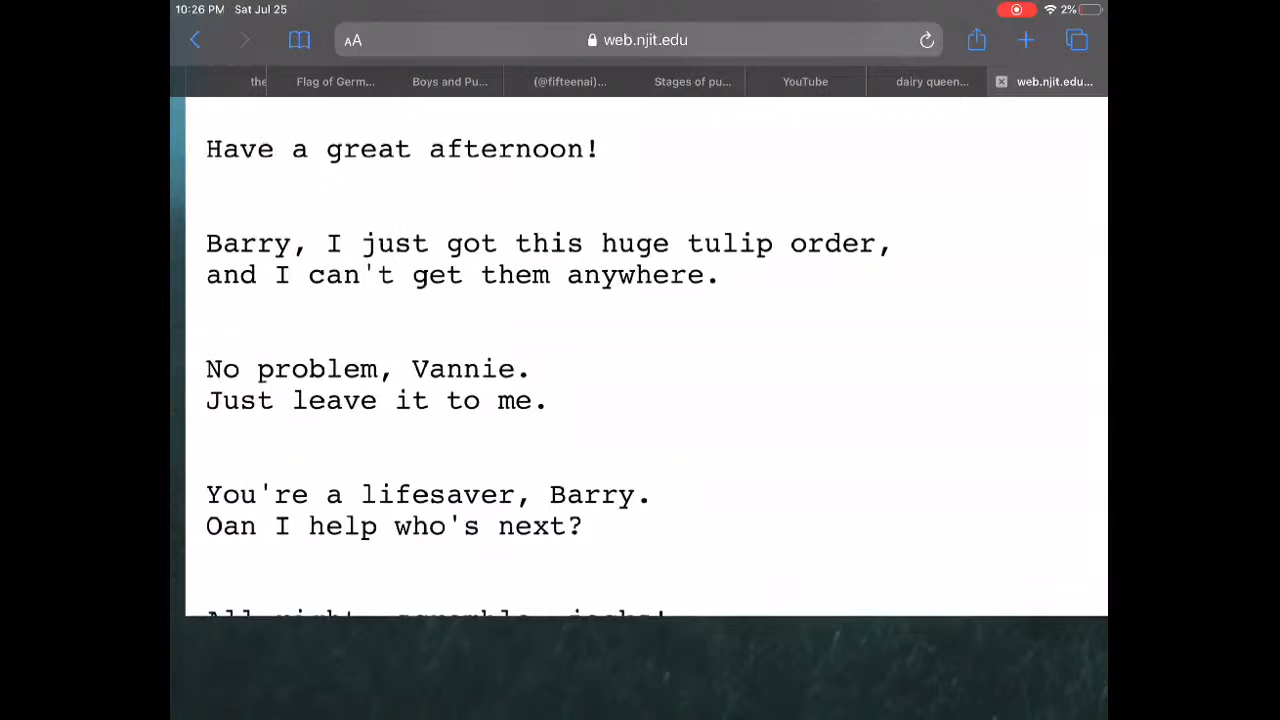 10:26 PM Sat Jul 25 2%
AA web.njit.edu
the Flag of Germ... Boys and Pu... (@fifteenai)... Stages of pu... YouTube dairy queen... web.njit.edu...
Have a great afternoon!
Barry, I just got this huge tulip order,
and I can't get them anywhere.
No problem, Vannie.
Just leave it to me.
You're a lifesaver, Barry.
Oan I help who's next?